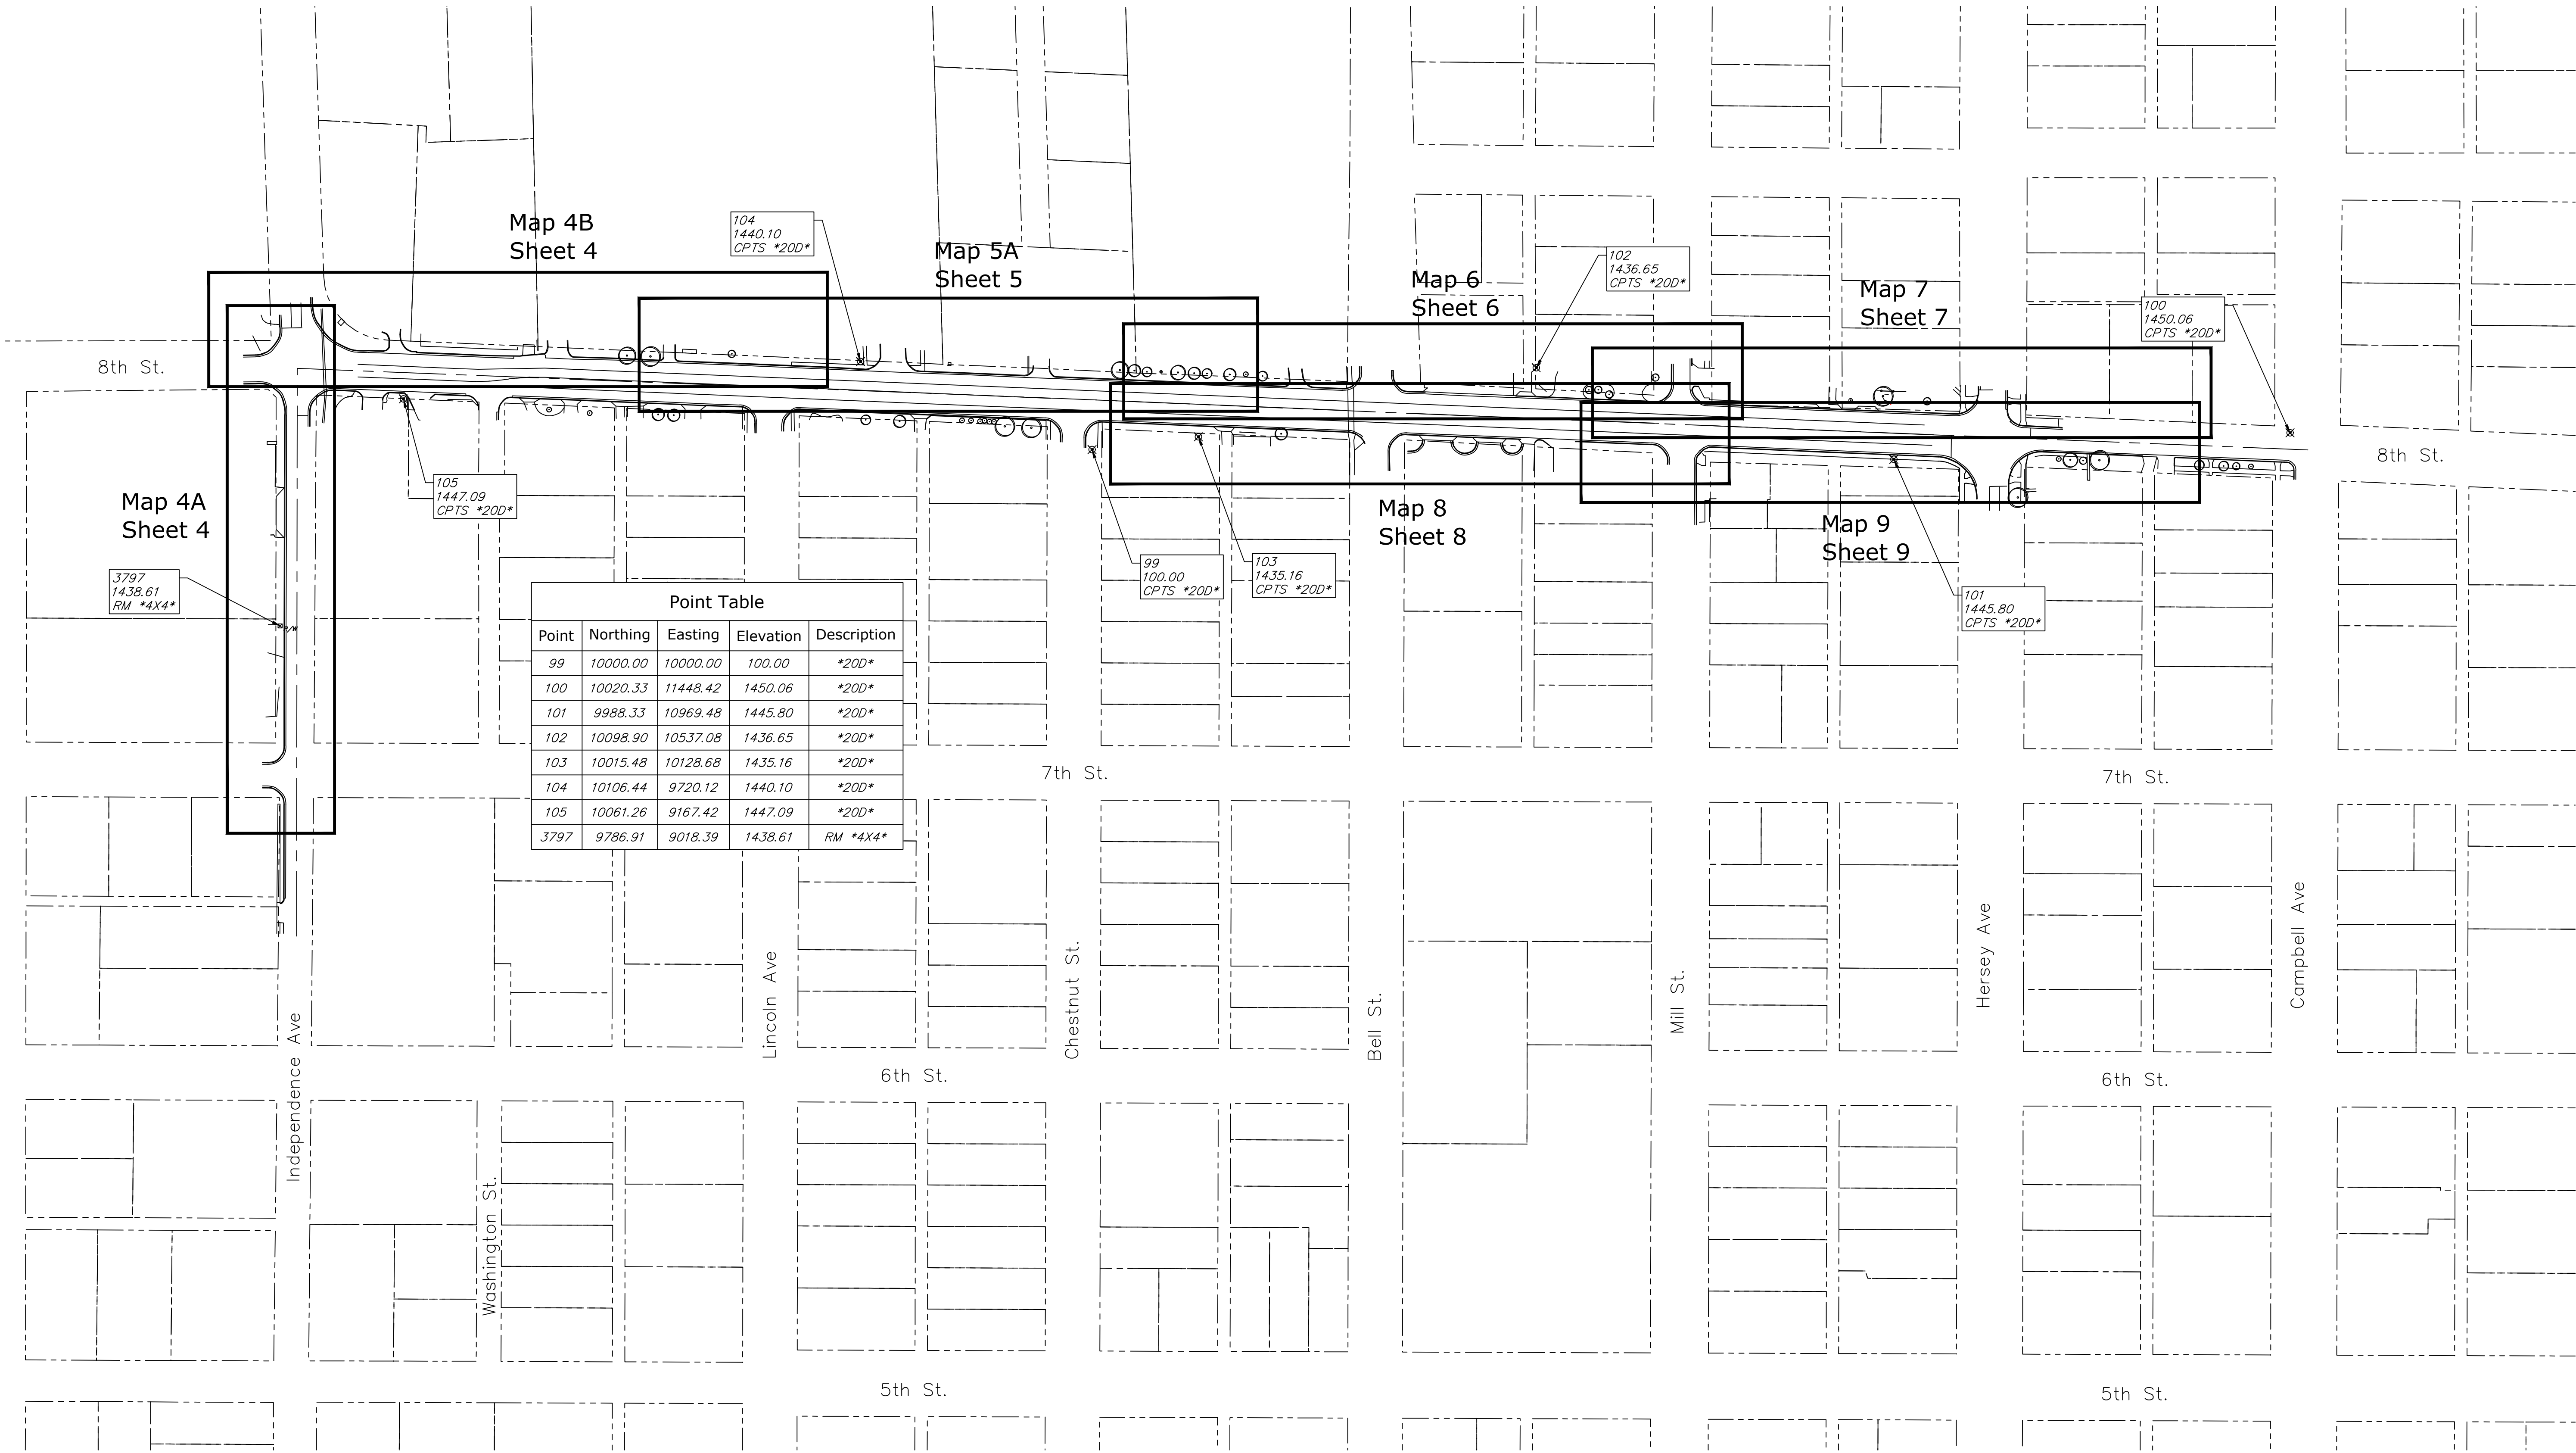 Map 4B
Sheet 4
104
1440.10
CPTS *20D*
Map 5A
Sheet 5
Map 6
Sheet 6
102
1436.65
CPTS *20D*
Map 7
Sheet 7
100
1450.06
CPTS *20D*
8th St.
8th St.
Map 4A
Sheet 4
105
1447.09
CPTS *20D*
Map 8
Sheet 8
Map 9
Sheet 9
3797
1438.61
RM *4X4*
99
100.00
CPTS *20D*
103
1435.16
CPTS *20D*
101
1445.80
CPTS *20D*
Point Table
Point Northing Easting Elevation Description
99 10000.00 10000.00 100.00 *20D*
100 10020.33 11448.42 1450.06 *20D*
101 9988.33 10969.48 1445.80 *20D*
102 10098.90 10537.08 1436.65 *20D*
103 10015.48 10128.68 1435.16 *20D*
104 10106.44 9720.12 1440.10 *20D*
105 10061.26 9167.42 1447.09 *20D*
3797 9786.91 9018.39 1438.61 RM *4X4*
7th St.
7th St.
Independence Ave
Washington St.
Lincoln Ave
Chestnut St.
Bell St.
Mill St.
Hersey Ave
Campbell Ave
6th St.
6th St.
5th St.
5th St.